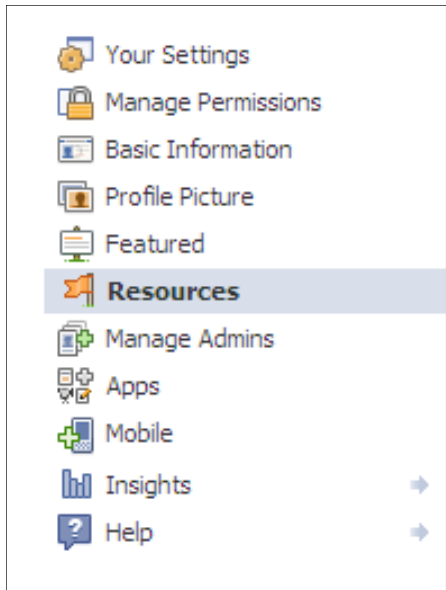 Your Settings
Manage Permissions
Basic Information
Profile Picture
Featured
Resources
Manage Admins
Apps
Mobile
Insights
Help